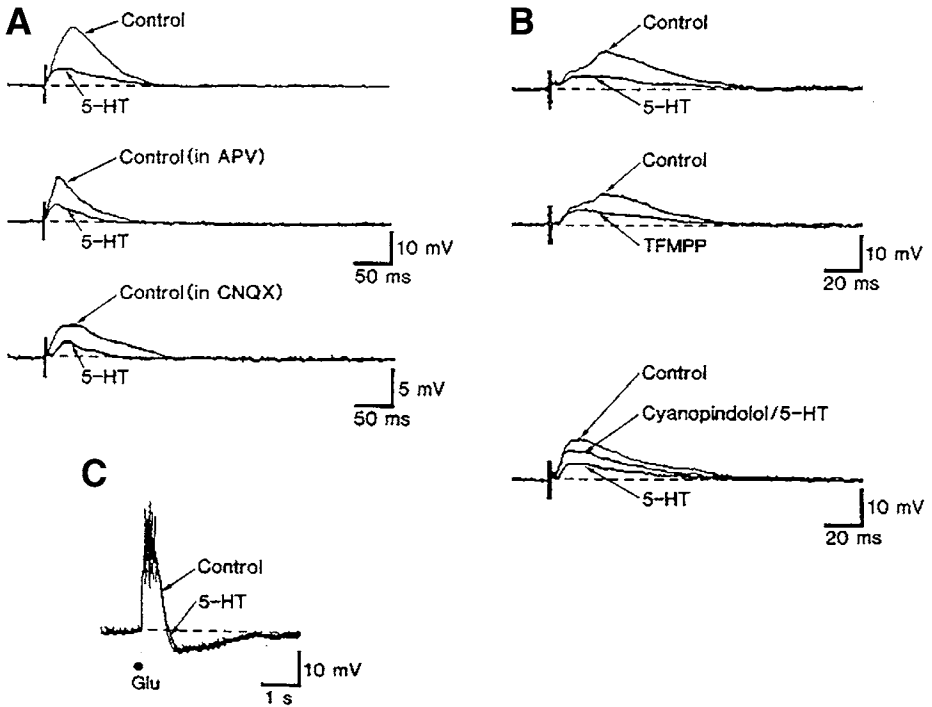 A
Control
5-HT
Control (in APV)
5-HT
10 mV
50 ms
Control (in CNQX)
5-HT
5 mV
50 ms
B
Control
5-HT
Control
TFMPP
10 mV
20 ms
Control
Cyanopindolol/5-HT
5-HT
10 mV
20 ms
C
Control
5-HT
Glu
10 mV
1 s